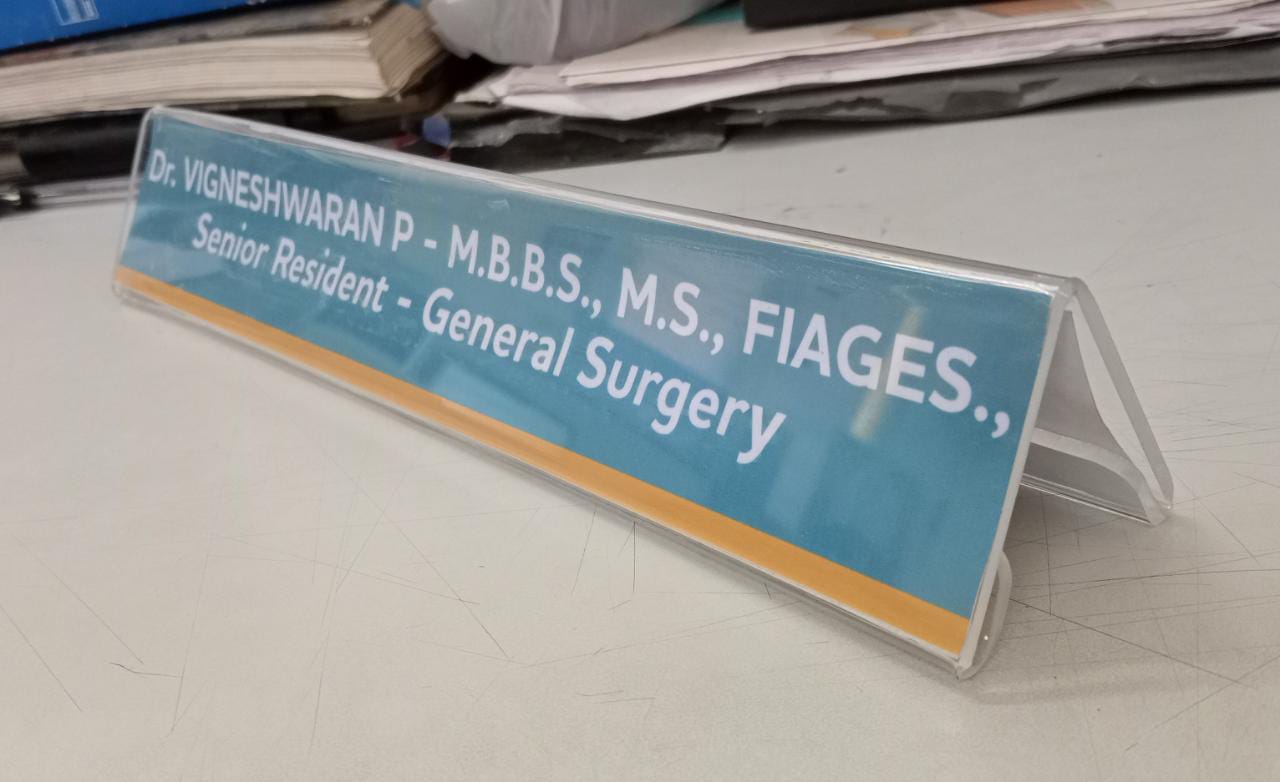 Dr. VIGNESHWARAN P - M.B.B.S., M.S., FIAGES.,
Senior Resident - General Surgery